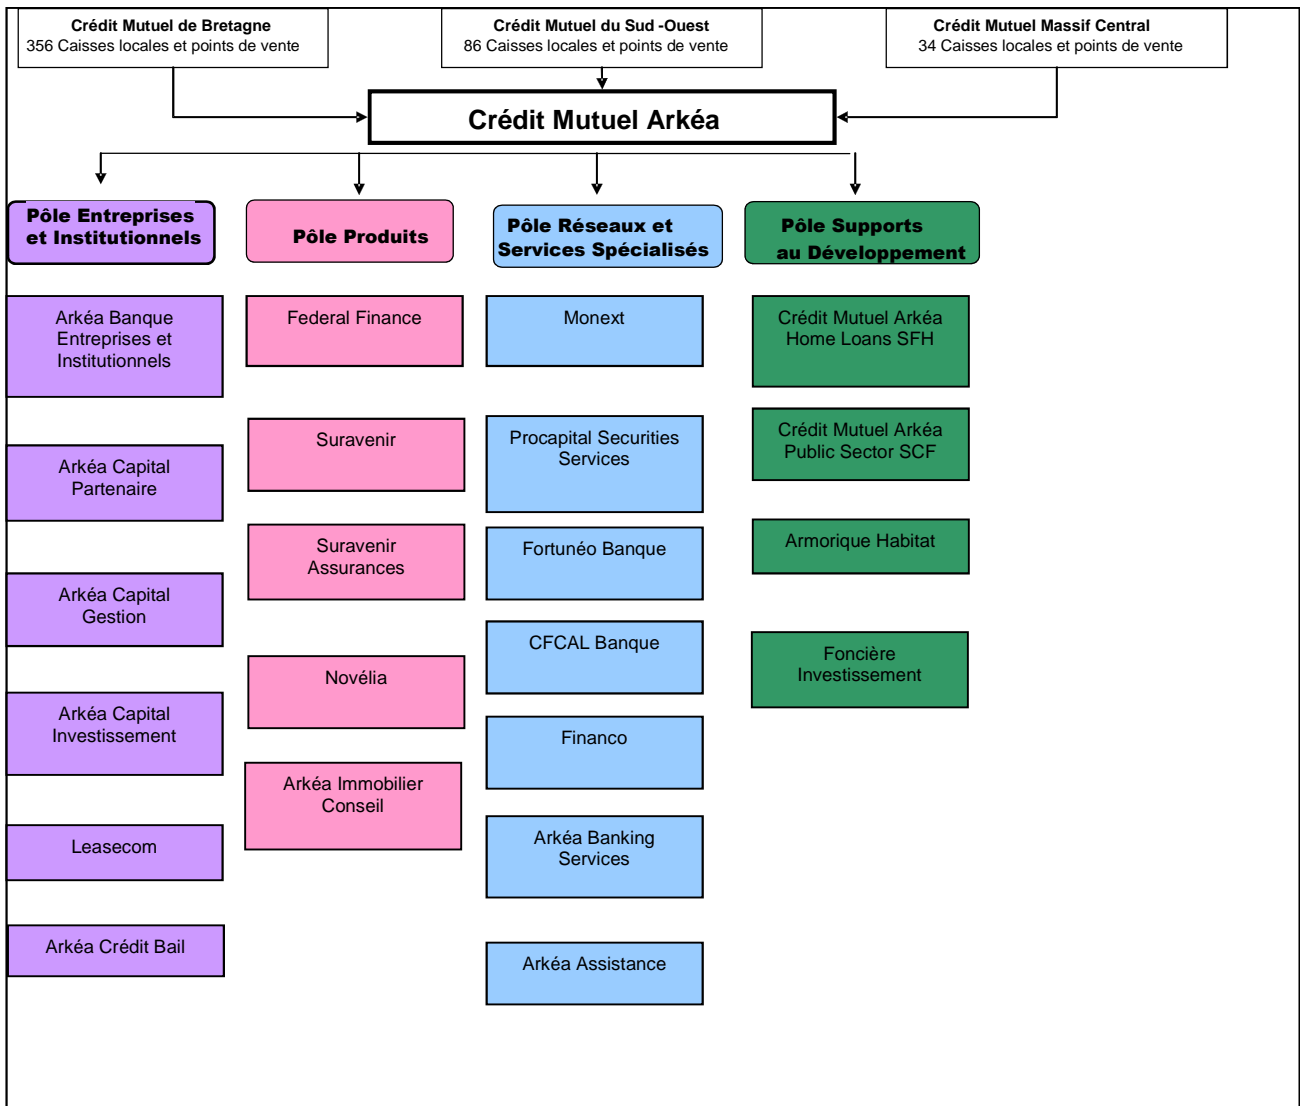 Crédit Mutuel de Bretagne
356 Caisses locales et points de vente
Crédit Mutuel du Sud -Ouest
86 Caisses locales et points de vente
Crédit Mutuel Massif Central
34 Caisses locales et points de vente
Crédit Mutuel Arkéa
Pôle Entreprises
et Institutionnels
Arkéa Banque
Entreprises et
Institutionnels
Arkéa Capital
Partenaire
Arkéa Capital
Gestion
Arkéa Capital
Investissement
Leasecom
Arkéa Crédit Bail
Pôle Produits
Federal Finance
Suravenir
Suravenir
Assurances
Novélia
Arkéa Immobilier
Conseil
Pôle Réseaux et
Services Spécialisés
Monext
Procapital Securities
Services
Fortunéo Banque
CFCAL Banque
Financo
Arkéa Banking
Services
Arkéa Assistance
Pôle Supports
au Développement
Crédit Mutuel Arkéa
Home Loans SFH
Crédit Mutuel Arkéa
Public Sector SCF
Armorique Habitat
Foncière
Investissement